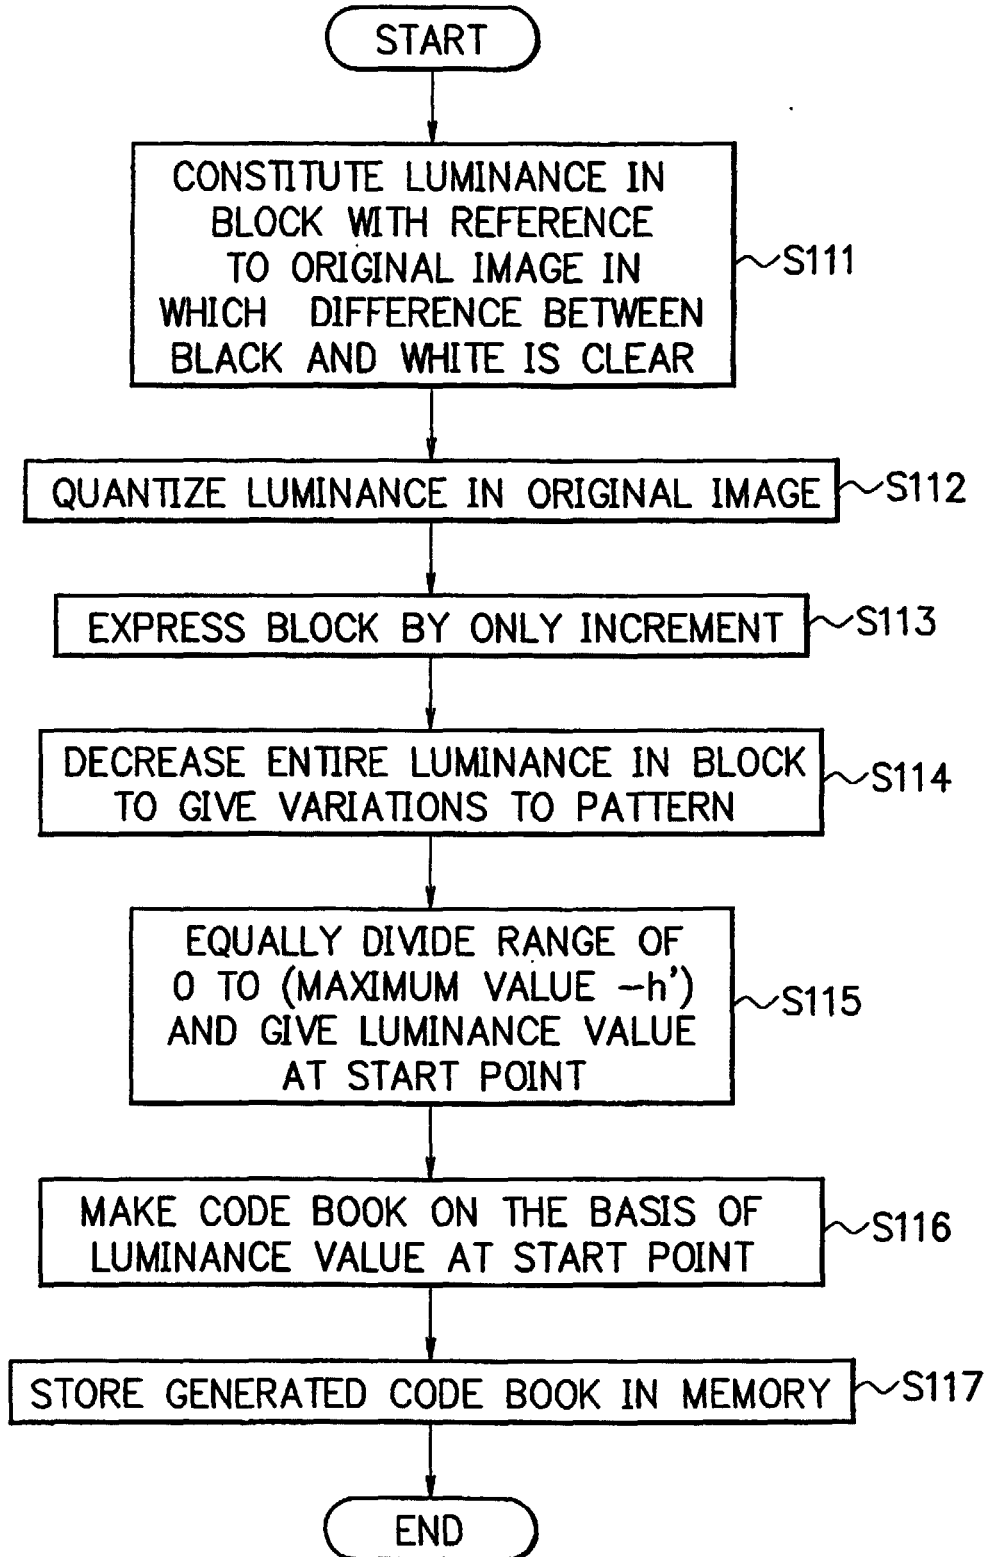 START
CONSTITUTE LUMINANCE IN
BLOCK WITH REFERENCE
TO ORIGINAL IMAGE IN
WHICH DIFFERENCE BETWEEN
BLACK AND WHITE IS CLEAR
S111
QUANTIZE LUMINANCE IN ORIGINAL IMAGE
S112
EXPRESS BLOCK BY ONLY INCREMENT
S113
DECREASE ENTIRE LUMINANCE IN BLOCK
TO GIVE VARIATIONS TO PATTERN
S114
EQUALLY DIVIDE RANGE OF
0 TO (MAXIMUM VALUE -h')
AND GIVE LUMINANCE VALUE
AT START POINT
S115
MAKE CODE BOOK ON THE BASIS OF
LUMINANCE VALUE AT START POINT
S116
STORE GENERATED CODE BOOK IN MEMORY
S117
END